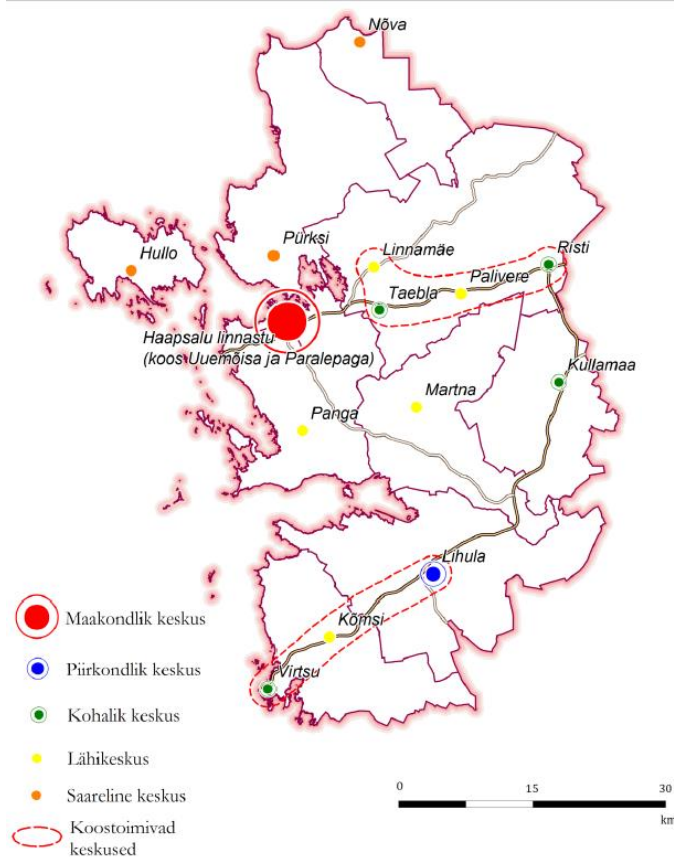 Nõva
Hullo
Pürksi
Linnamäe
Risti
Palivere
Taebla
Haapsalu linnastu
(koos Uuemõisa ja Paralepaga)
Kullamaa
Martna
Panga
Lihula
Kõmsi
Virtsu
Maakondlik keskus
Piirkondlik keskus
Kohalik keskus
Lähikeskus
Saareline keskus
Koostoimivad
keskused
0 15 30
km